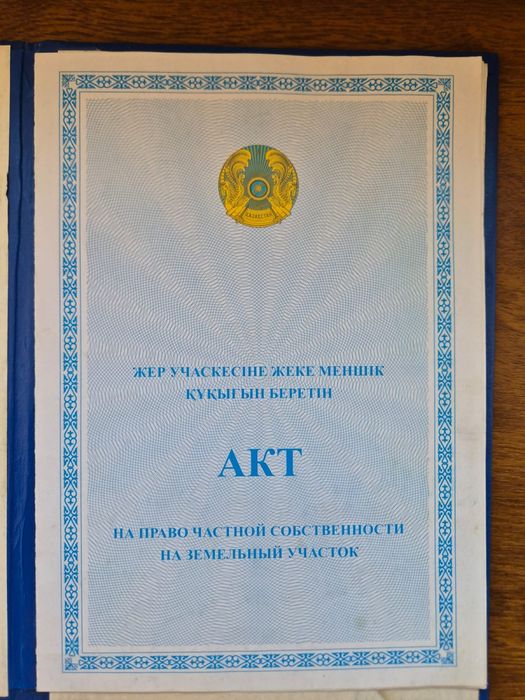 ҚАЗАҚСТАН
ЖЕР УЧАСКЕСІНЕ ЖЕКЕ МЕНШІК
ҚҰҚЫҒЫН БЕРЕТІН
АКТ
НА ПРАВО ЧАСТНОЙ СОБСТВЕННОСТИ
НА ЗЕМЕЛЬНЫЙ УЧАСТОК